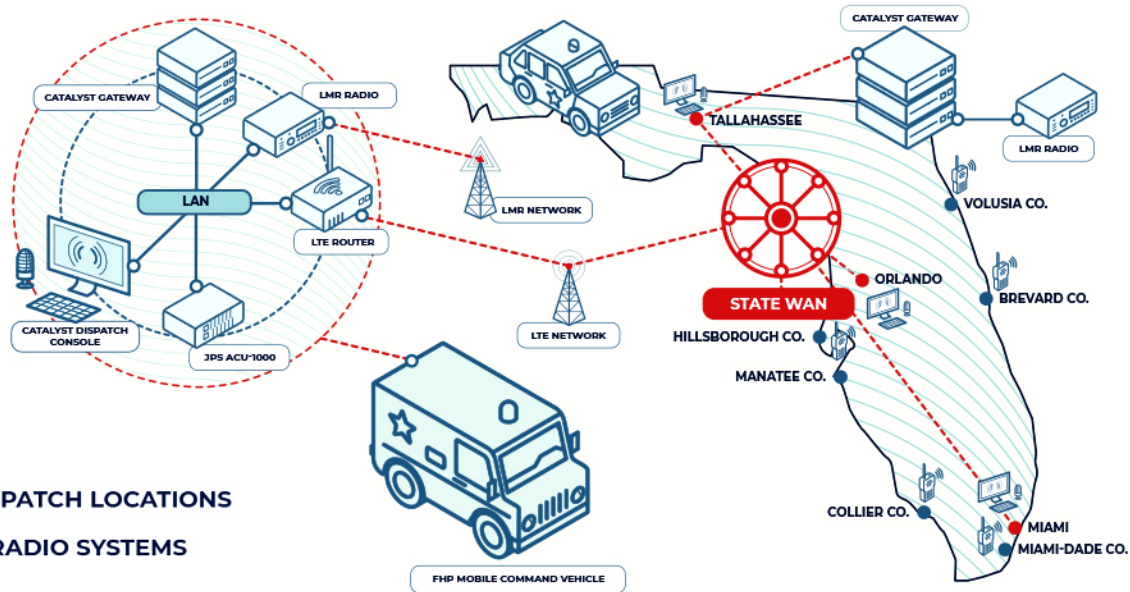 CATALYST GATEWAY
CATALYST GATEWAY
LMR RADIO
TALLAHASSEE
LMR RADIO
LAN
LMR NETWORK
VOLUSIA CO.
LTE ROUTER
ORLANDO
BREVARD CO.
STATE WAN
CATALYST DISPATCH
CONSOLE
JPS ACU-1000
LTE NETWORK
HILLSBOROUGH CO.
MANATEE CO.
PATCH LOCATIONS
COLLIER CO.
MIAMI
RADIO SYSTEMS
MIAMI-DADE CO.
FHP MOBILE COMMAND VEHICLE